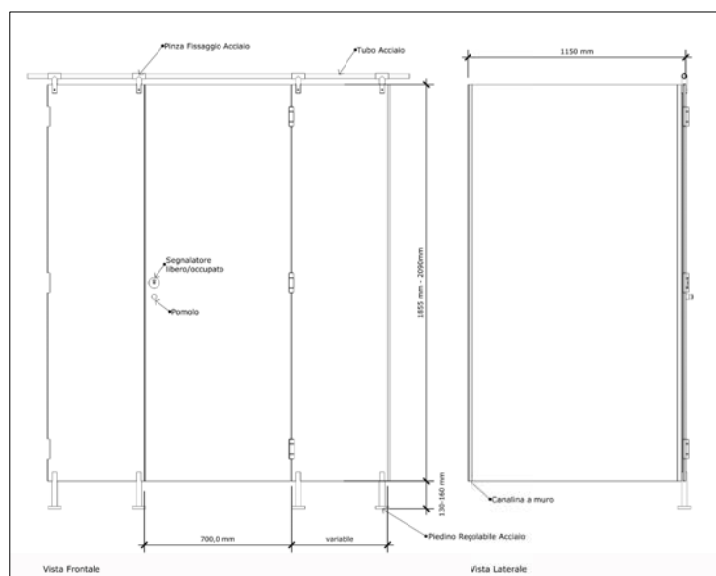 Pinza Fissaggio Acciaio
Tubo Acciaio
1150 mm
Segnalatore
libero/occupato
Pomolo
1855 mm - 2090mm
130-160 mm
Canalina a muro
700,0 mm
variabile
Piedino Regolabile Acciaio
Vista Frontale
Vista Laterale